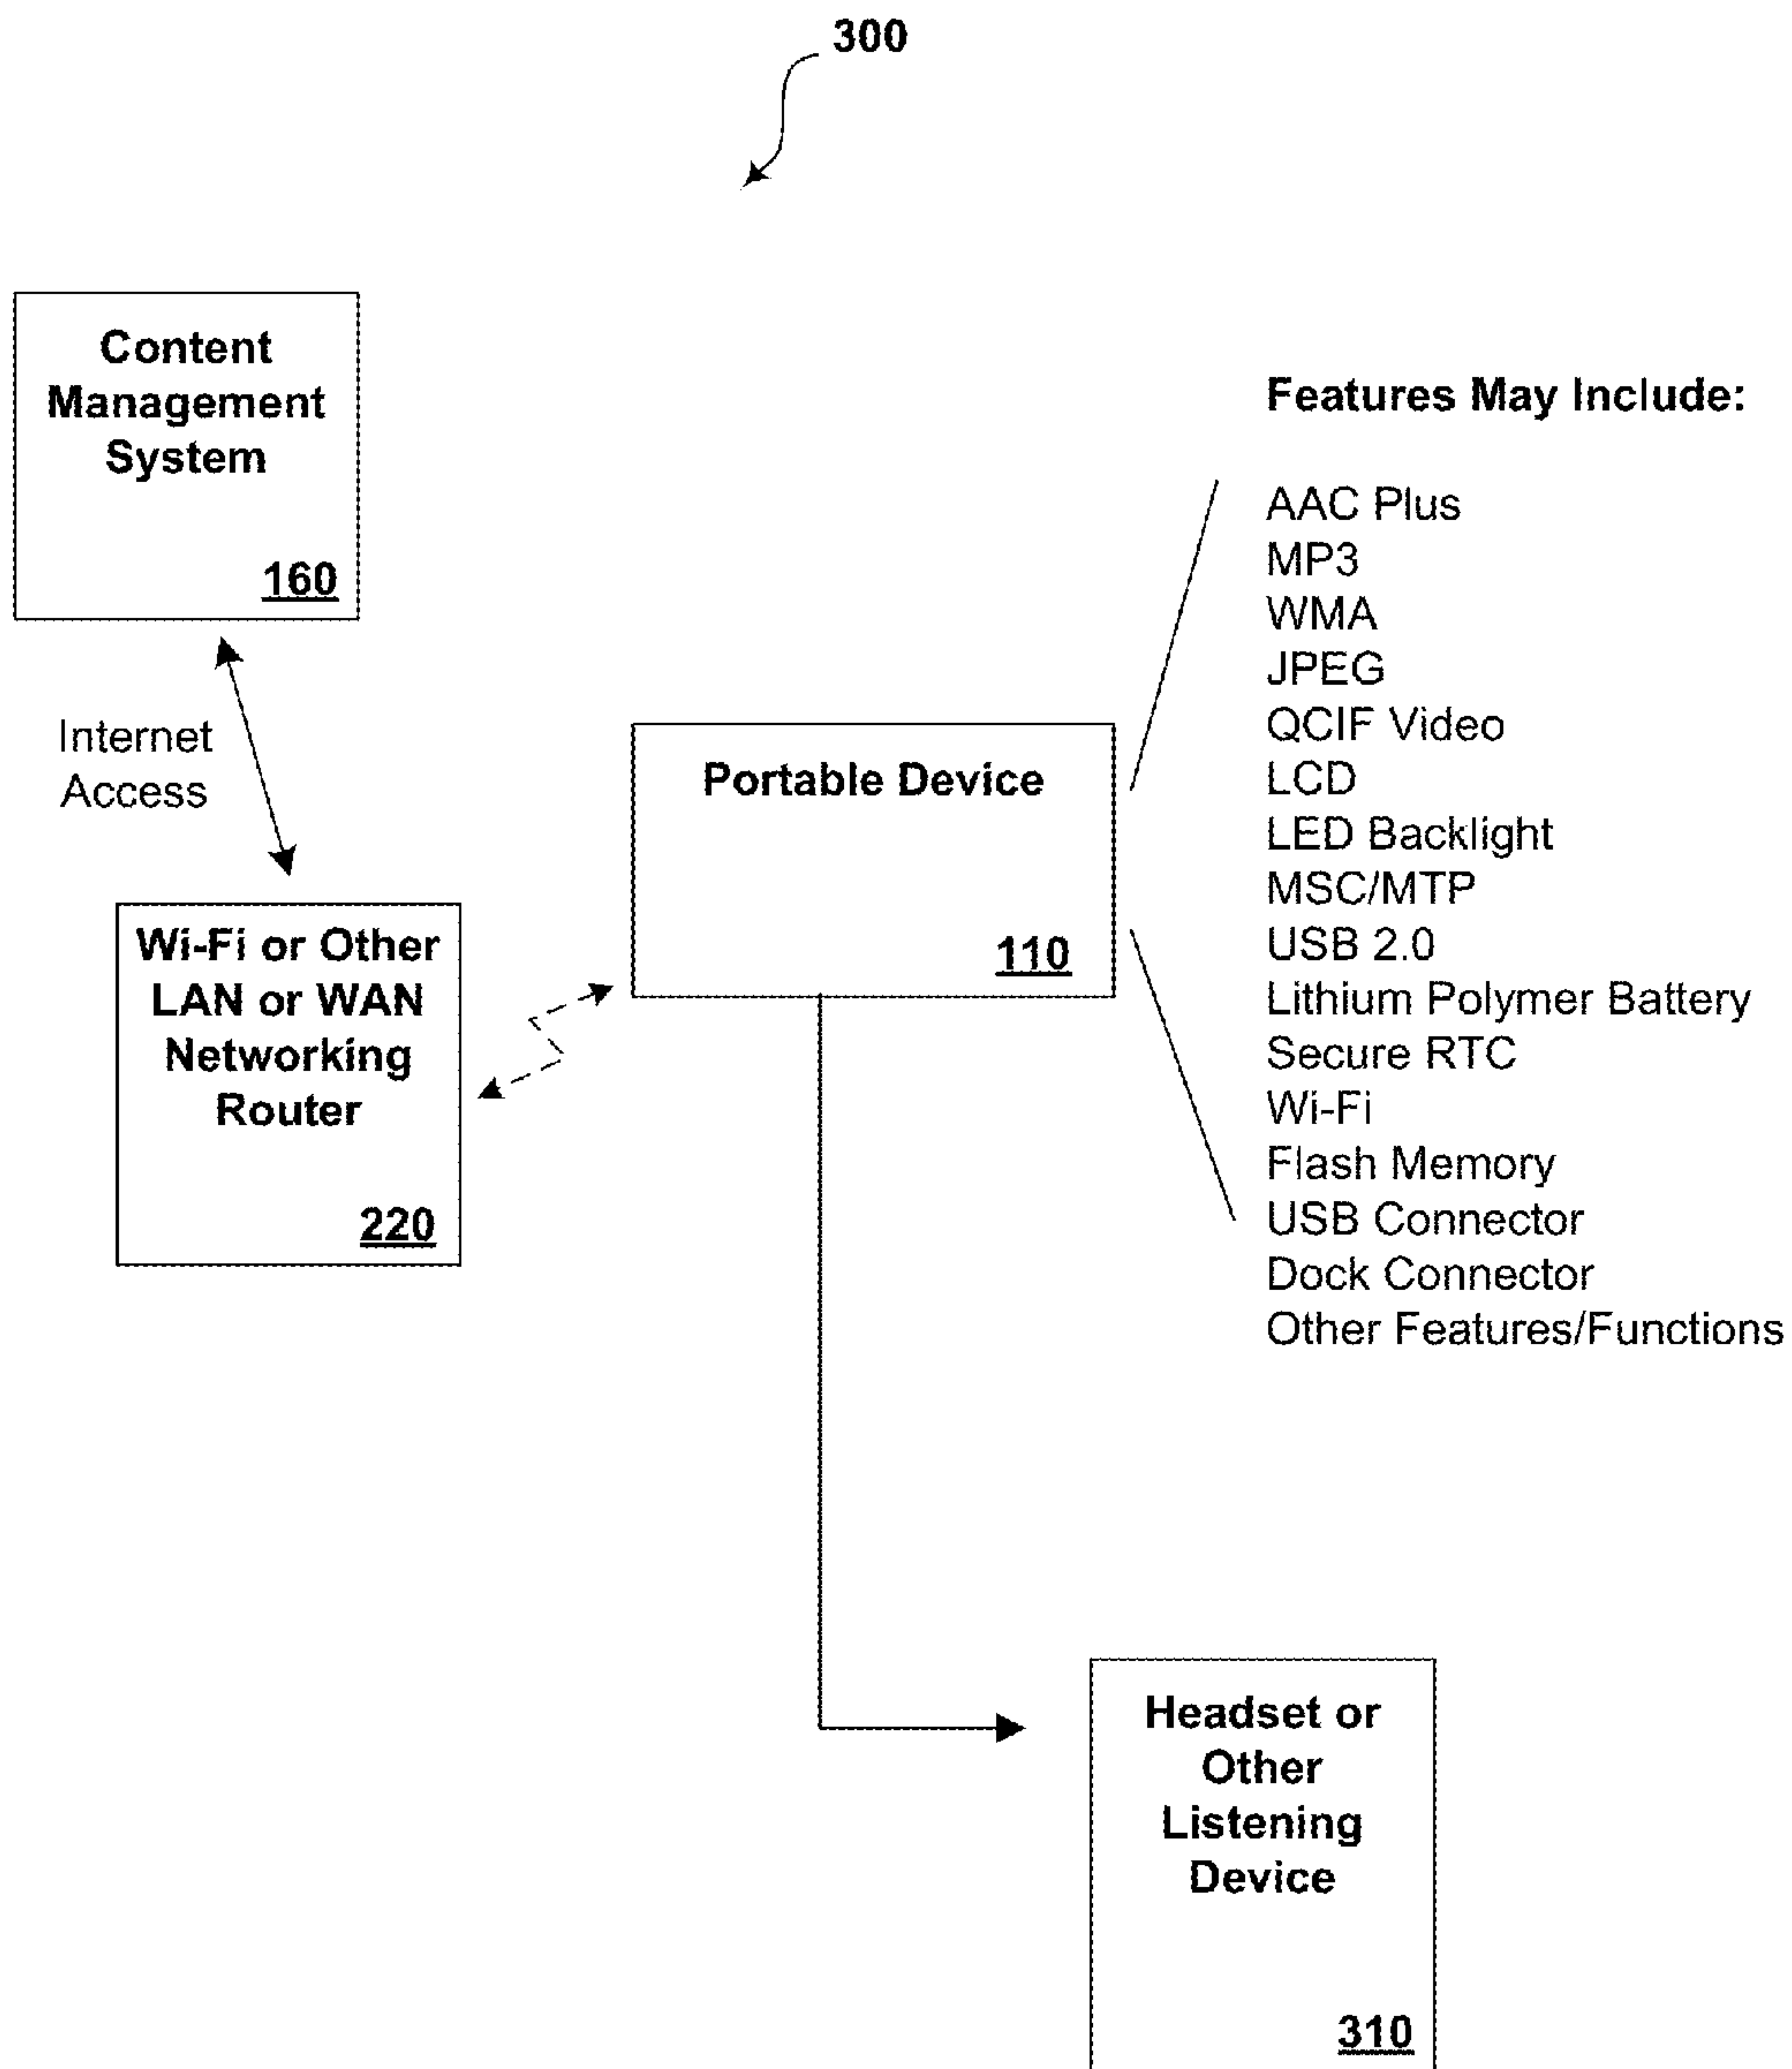 300
Content
Management
System
160
Internet
Access
Wi-Fi or Other
LAN or WAN
Networking
Router
220
Portable Device
110
Features May Include:
AAC Plus
MP3
WMA
JPEG
QCIF Video
LCD
LED Backlight
MSC/MTP
USB 2.0
Lithium Polymer Battery
Secure RTC
Wi-Fi
Flash Memory
USB Connector
Dock Connector
Other Features/Functions
Headset or
Other
Listening
Device
310